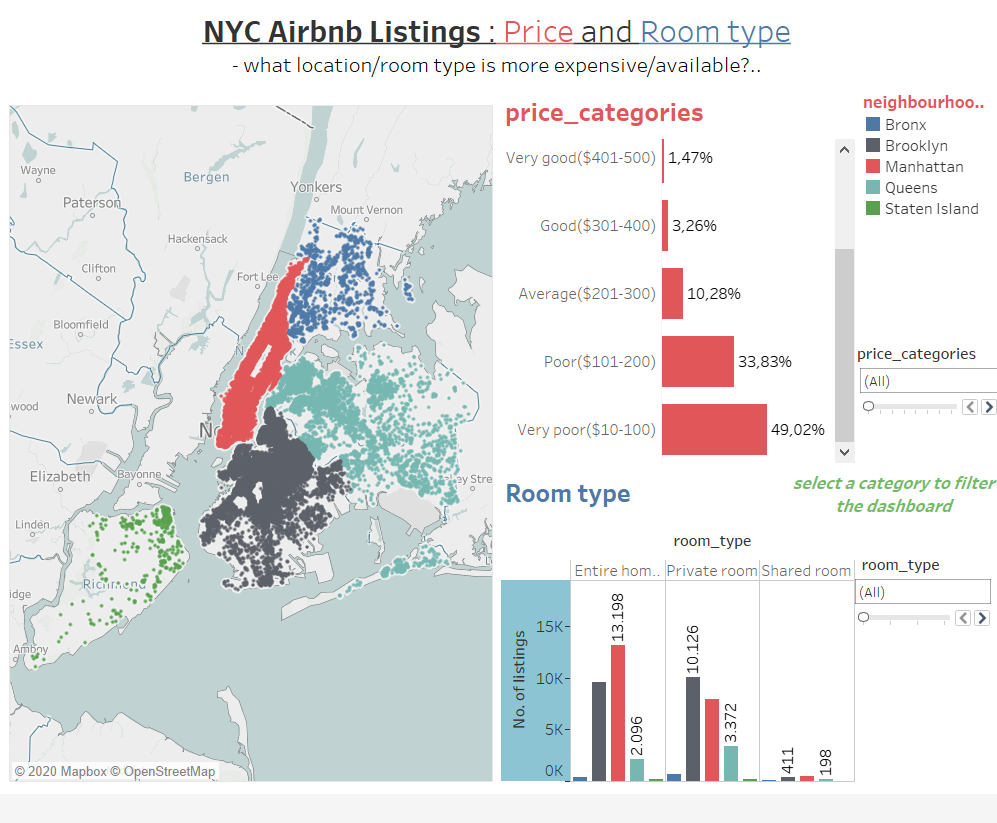 NYC Airbnb Listings : Price and Room type
- what location/room type is more expensive/available?..
Wayne
Bergen
Paterson
Yonkers
Mount Vernon
Hackensack
Clifton
Fort Lee
Bloomfield
Essex
wood
Newark
N
Elizabeth
Bayonne
ey Stre
Linden
Richmon
idge
Amboy
© 2020 Mapbox © OpenStreetMap
price_categories
Very good($401-500) 1,47%
Good($301-400) 3,26%
Average($201-300) 10,28%
Poor($101-200) 33,83%
Very poor($10-100) 49,02%
neighbourhoo..
Bronx
Brooklyn
Manhattan
Queens
Staten Island
price_categories
(All)
select a category to filter
the dashboard
Room type
room_type
Entire hom.. Private room Shared room
No. of listings
15K
10K
5K
0K
13.198
2.096
10.126
3.372
411
198
room_type
(All)